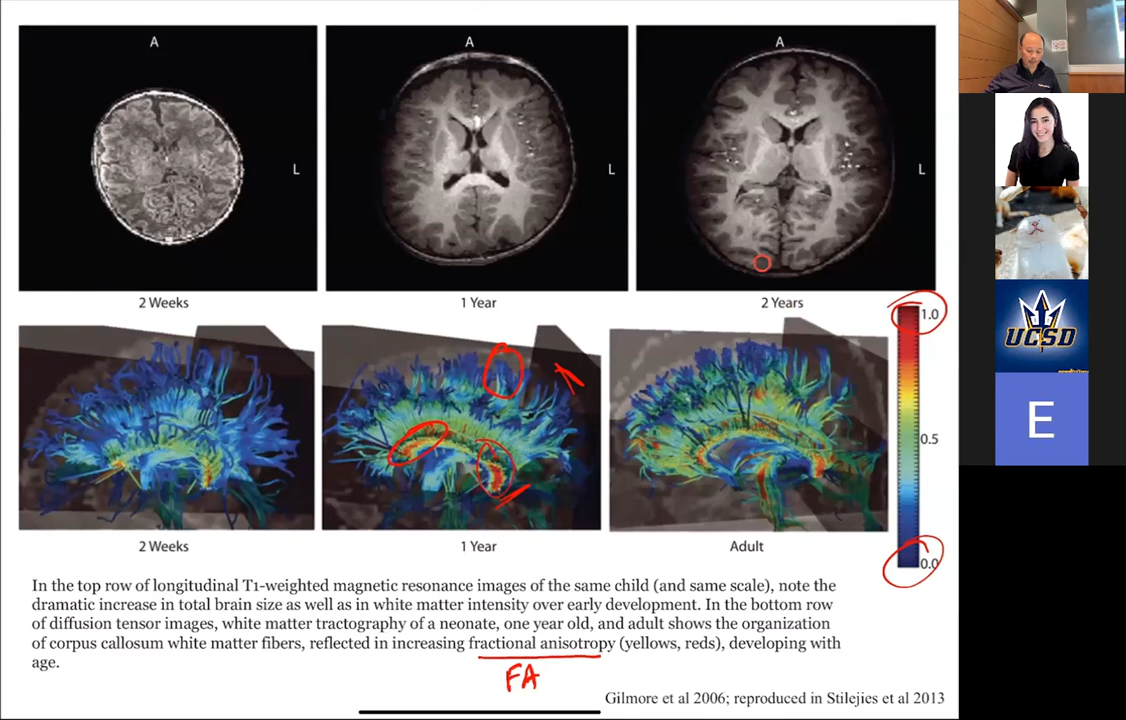 A
A
A
L
L
L
2 Weeks
1 Year
2 Years
1.0
0.5
0.0
2 Weeks
1 Year
Adult
In the top row of longitudinal T1-weighted magnetic resonance images of the same child (and same scale), note the
dramatic increase in total brain size as well as in white matter intensity over early development. In the bottom row
of diffusion tensor images, white matter tractography of a neonate, one year old, and adult shows the organization
of corpus callosum white matter fibers, reflected in increasing fractional anisotropy (yellows, reds), developing with
age.
FA
Gilmore et al 2006; reproduced in Stilejies et al 2013
UCSD
E